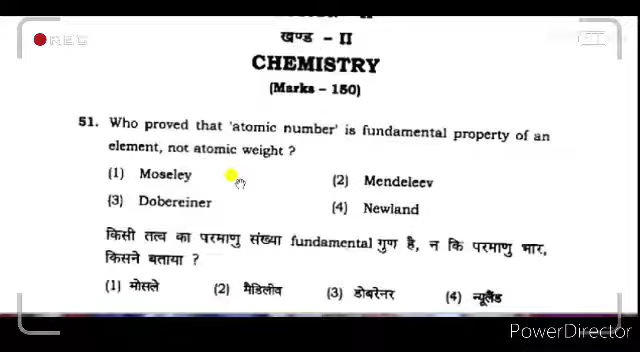 REC
खण्ड - II
CHEMISTRY
(Marks - 150)
51. Who proved that 'atomic number' is fundamental property of an
element, not atomic weight ?
(1) Moseley
(2) Mendeleev
(3) Dobereiner
(4) Newland
किसी तत्व का परमाणु संख्या fundamental गुण है, न कि परमाणु भार,
किसने बताया ?
(1) मोसले (2) मैडिलीव (3) डोबरेनर (4) न्यूलैंड
PowerDirector